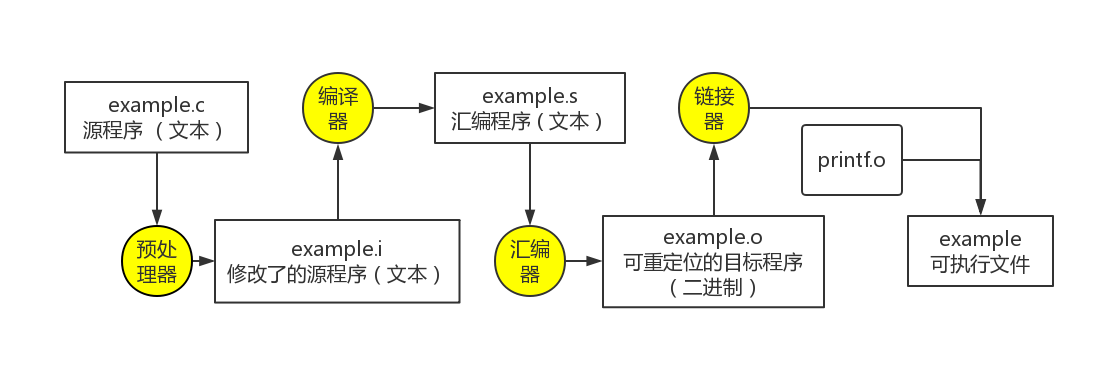 example.c
源程序（文本）
预处
理器
example.i
修改了的源程序（文本）
编译
器
example.s
汇编程序（文本）
汇编
器
example.o
可重定位的目标程序
（二进制）
链接
器
printf.o
example
可执行文件